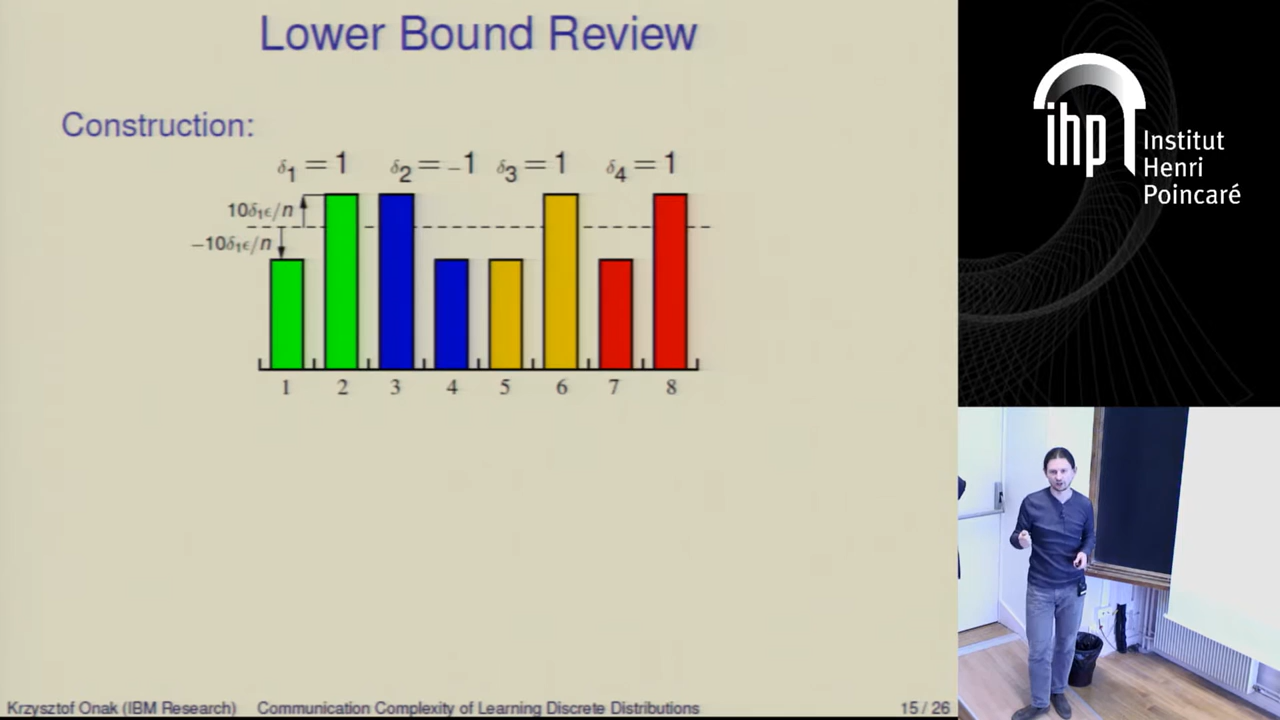 Lower Bound Review
Construction:
δ₁ = 1 δ₂ = −1 δ₃ = 1 δ₄ = 1
10δ₁ϵ/n
−10δ₁ϵ/n
1 2 3 4 5 6 7 8
Krzysztof Onak (IBM Research) Communication Complexity of Learning Discrete Distributions 15 / 26
ihp
Institut
Henri
Poincaré